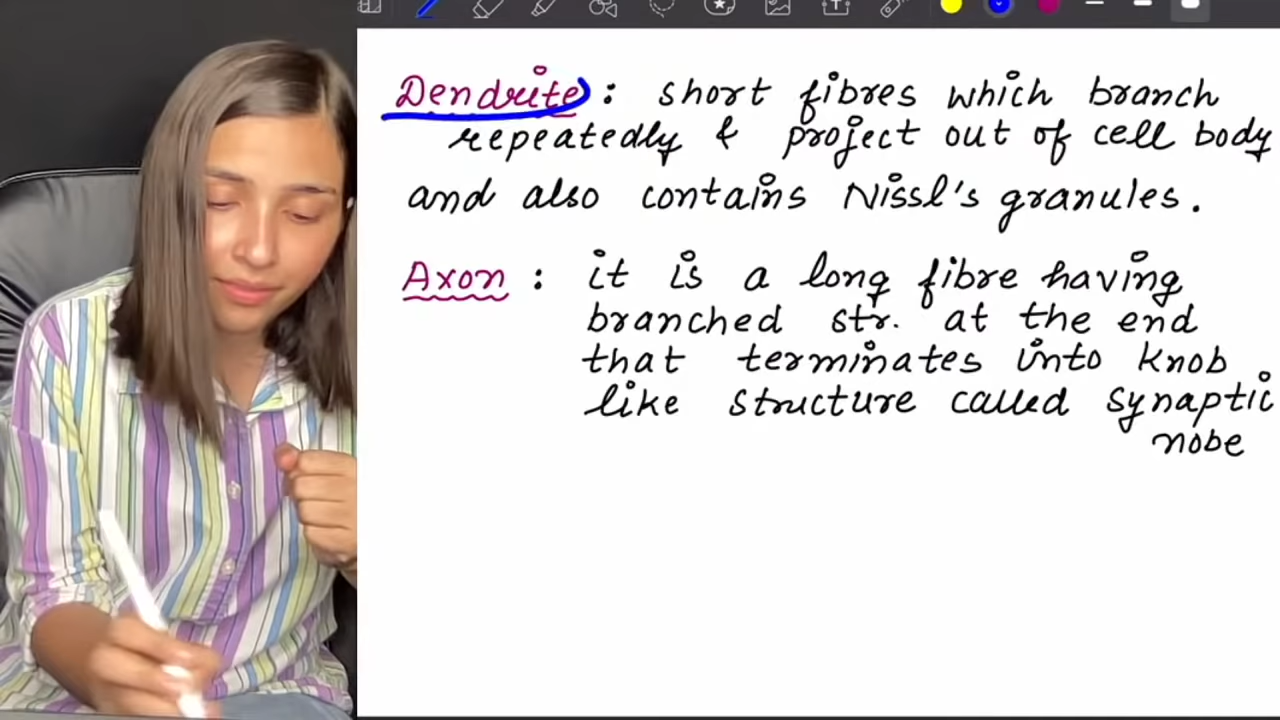 Dendrite : short fibres which branch
repeatedly & project out of cell body
and also contains Nissl's granules.
Axon : it is a long fibre having
branched str. at the end
that terminates into knob
like structure called synaptic
nobe